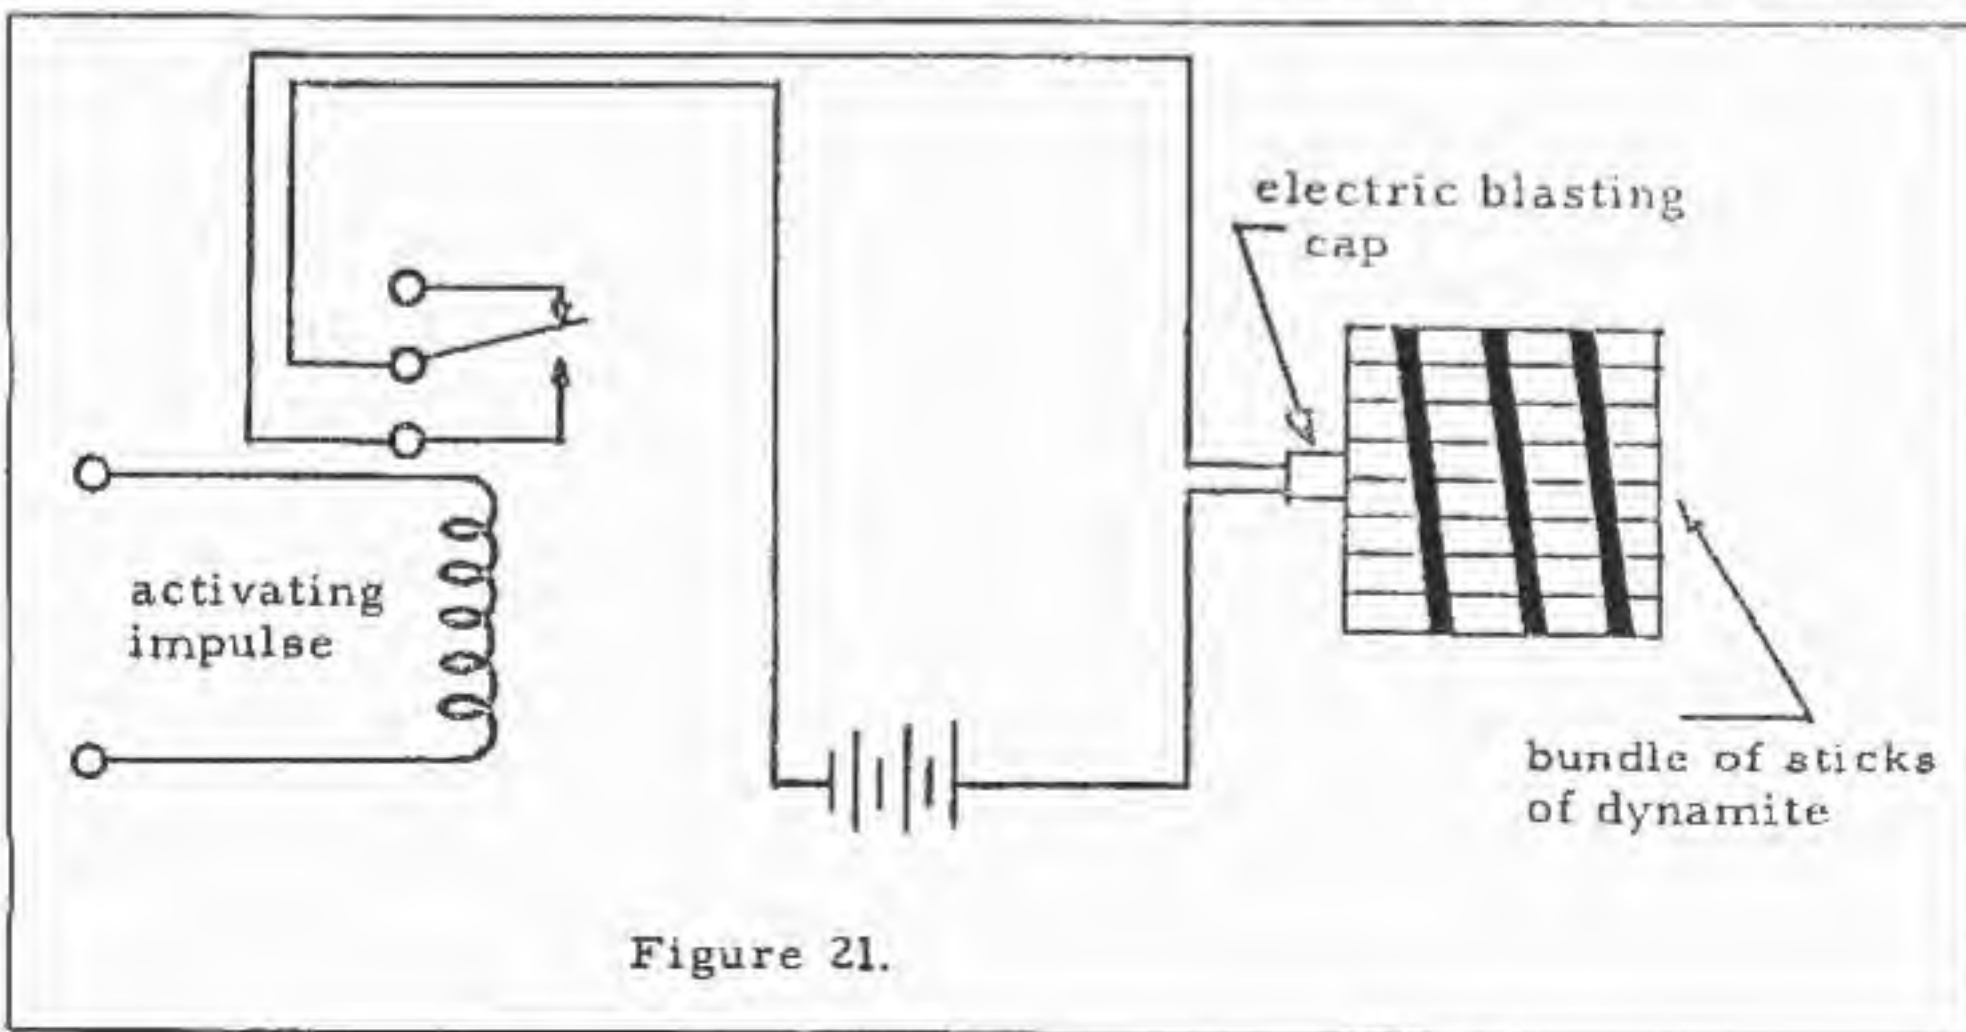 electric blasting
cap
activating
impulse
bundle of sticks
of dynamite
Figure 21.